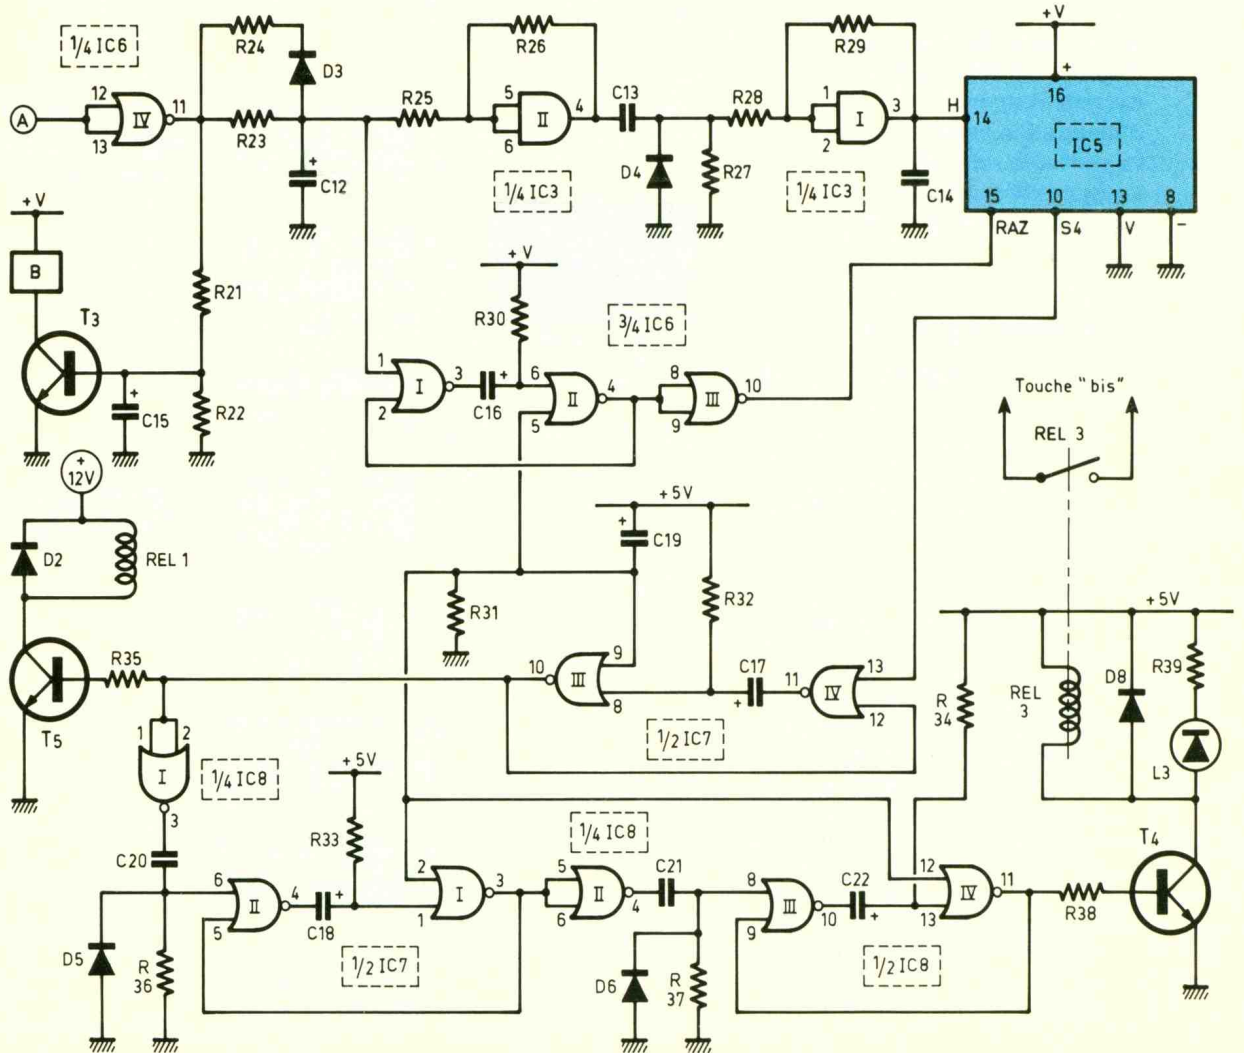 +V
1/4 IC6
R24
D3
R26
R29
A
12
13
IV
11
R23
C12
+
R25
5
6
II
4
C13
D4
R27
R28
1
2
I
3
C14
1/4 IC3
1/4 IC3
H
14
+
16
IC5
15
10
13
8
RAZ
S4
V
-
+V
B
T3
R21
R22
C15
+
+V
R30
3/4 IC6
1
2
I
3
C16
+
6
5
II
4
8
9
III
10
Touche "bis"
REL 3
+
12V
D2
REL 1
+5V
+
C19
R31
R32
R35
T5
10
III
9
8
C17
+
11
IV
13
12
1/2 IC7
+5V
R
34
REL
3
D8
R39
L3
1
2
I
3
1/4 IC8
C20
+5V
R33
1/4 IC8
T4
6
5
II
4
C18
+
2
1
I
3
5
6
II
4
C21
8
9
III
10
C22
+
12
13
IV
11
R38
D5
R
36
1/2 IC7
D6
R
37
1/2 IC8